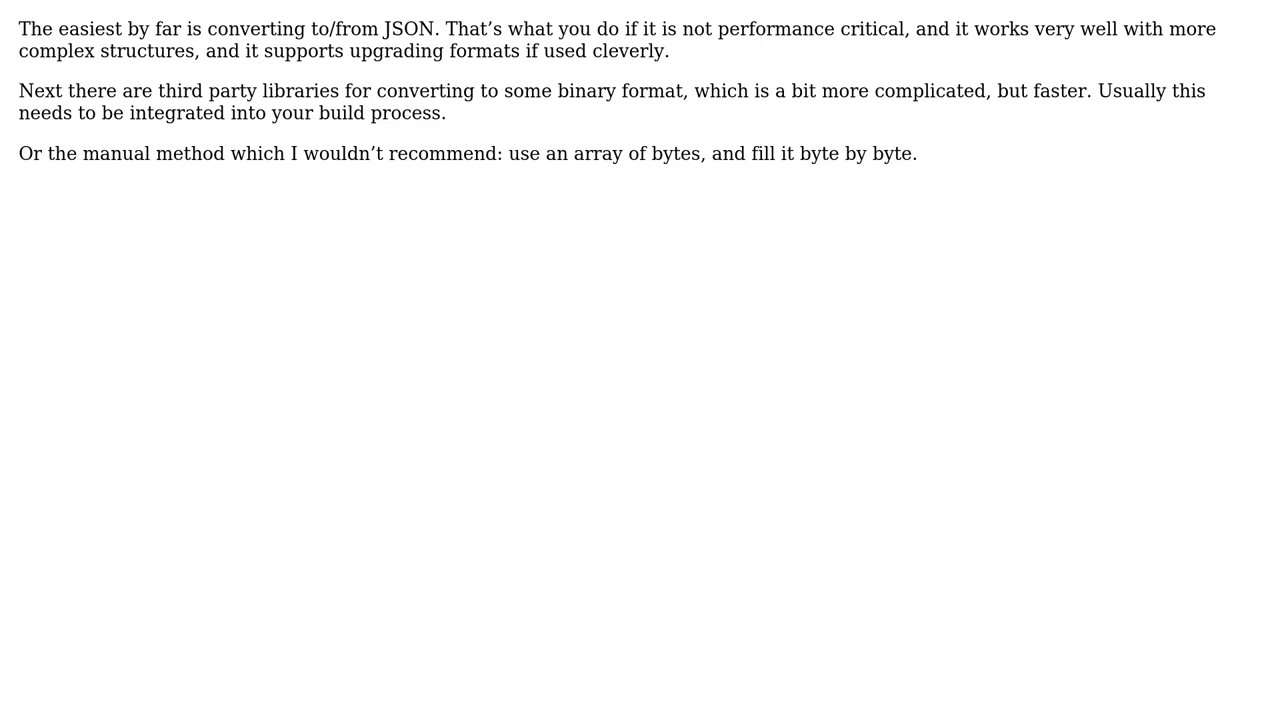 The easiest by far is converting to/from JSON. That’s what you do if it is not performance critical, and it works very well with more
complex structures, and it supports upgrading formats if used cleverly.
Next there are third party libraries for converting to some binary format, which is a bit more complicated, but faster. Usually this
needs to be integrated into your build process.
Or the manual method which I wouldn’t recommend: use an array of bytes, and fill it byte by byte.